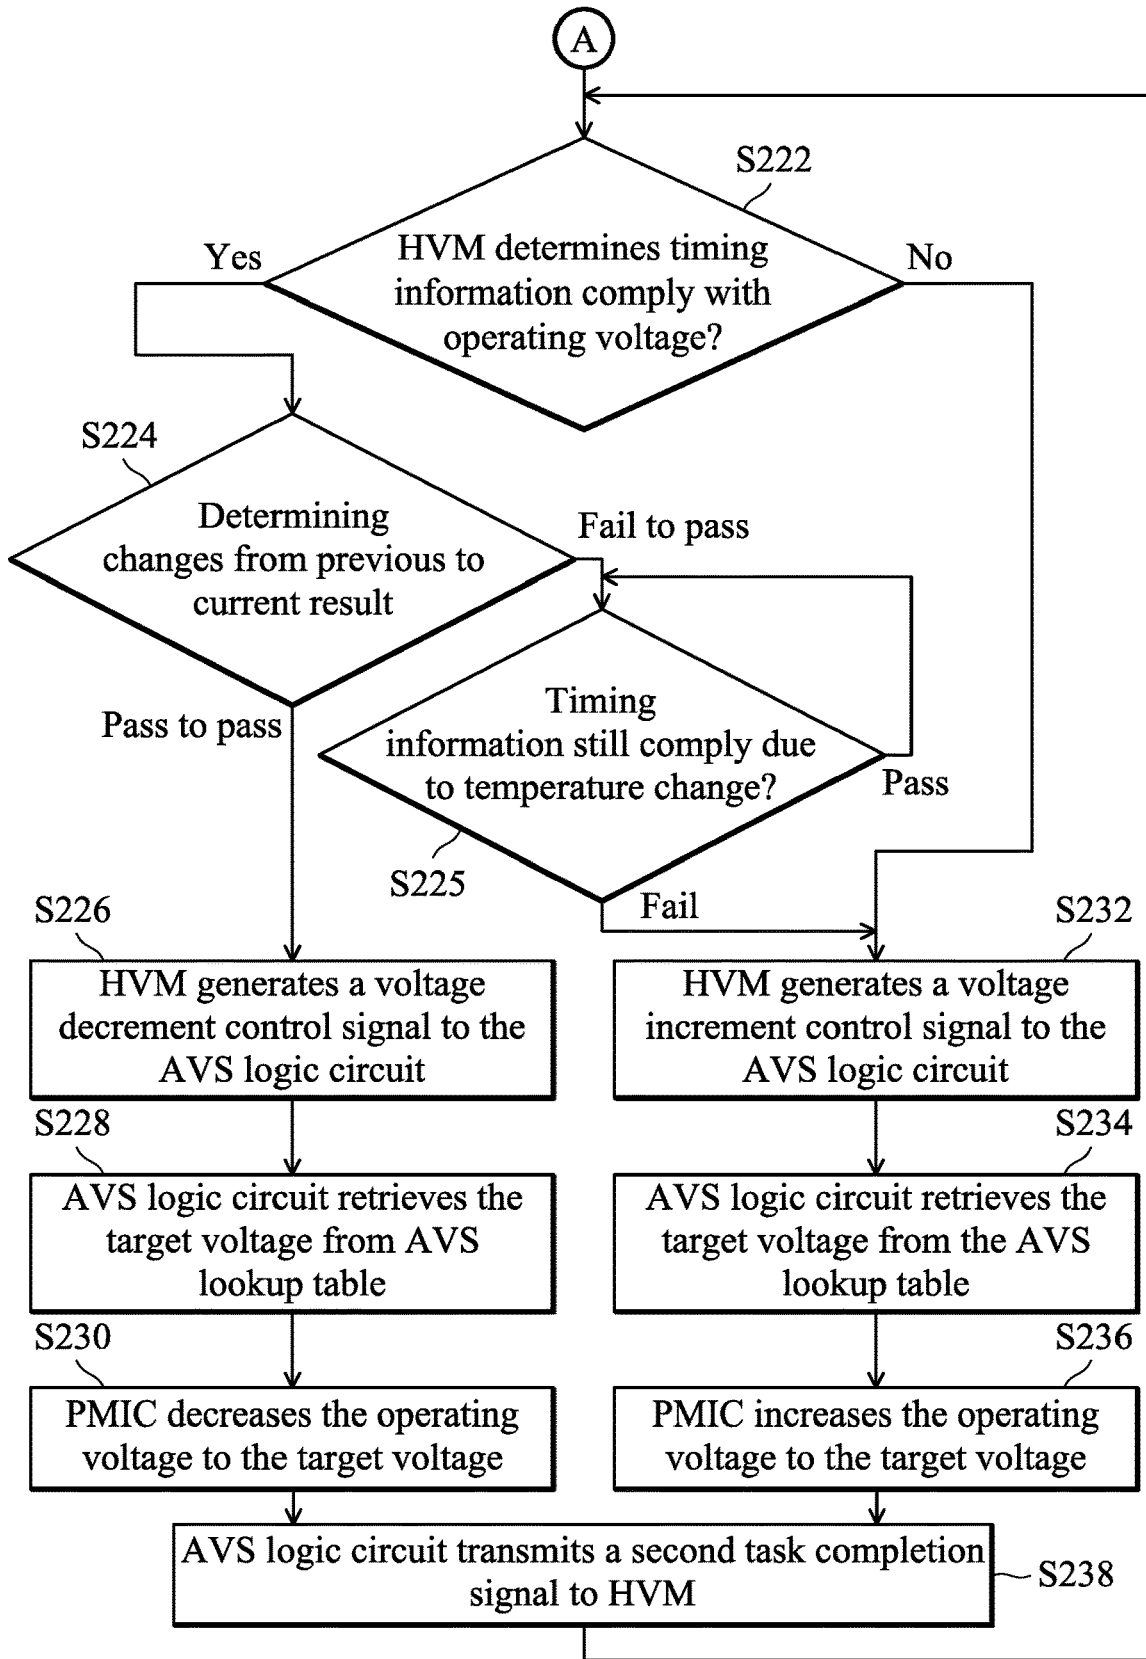 A
S222
Yes
No
HVM determines timing
information comply with
operating voltage?
S224
Determining
changes from previous to
current result
Fail to pass
Pass to pass
Timing
information still comply due
to temperature change?
Pass
S225
Fail
S226
HVM generates a voltage
decrement control signal to the
AVS logic circuit
S232
HVM generates a voltage
increment control signal to the
AVS logic circuit
S228
AVS logic circuit retrieves the
target voltage from AVS
lookup table
S234
AVS logic circuit retrieves the
target voltage from the AVS
lookup table
S230
PMIC decreases the operating
voltage to the target voltage
S236
PMIC increases the operating
voltage to the target voltage
AVS logic circuit transmits a second task completion
signal to HVM
S238